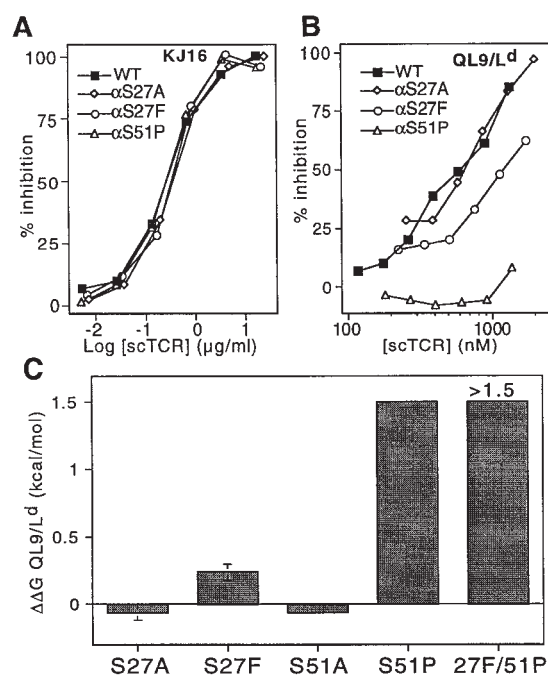 A
KJ16
WT
αS27A
αS27F
αS51P
100
75
50
25
0
% inhibition
-2 -1 0 1
Log [scTCR] (µg/ml)
B
QL9/Ld
WT
αS27A
αS27F
αS51P
100
75
50
25
0
% inhibition
100 1000
[scTCR] (nM)
C
>1.5
1.5
1
0.5
0
ΔΔG QL9/Ld (kcal/mol)
S27A S27F S51A S51P 27F/51P